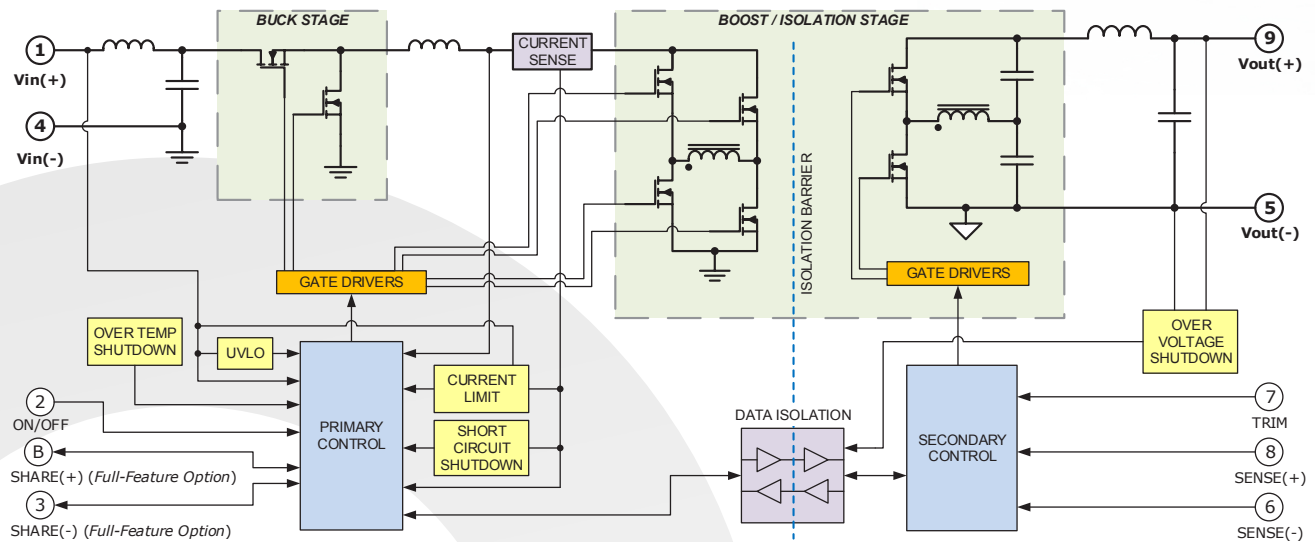 BUCK STAGE
BOOST / ISOLATION STAGE
1
Vin(+)
4
Vin(-)
CURRENT
SENSE
ISOLATION BARRIER
9
Vout(+)
5
Vout(-)
GATE DRIVERS
GATE DRIVERS
OVER TEMP
SHUTDOWN
UVLO
PRIMARY
CONTROL
CURRENT
LIMIT
SHORT
CIRCUIT
SHUTDOWN
2
ON/OFF
B
SHARE(+) (Full-Feature Option)
3
SHARE(-) (Full-Feature Option)
DATA ISOLATION
SECONDARY
CONTROL
OVER
VOLTAGE
SHUTDOWN
7
TRIM
8
SENSE(+)
6
SENSE(-)